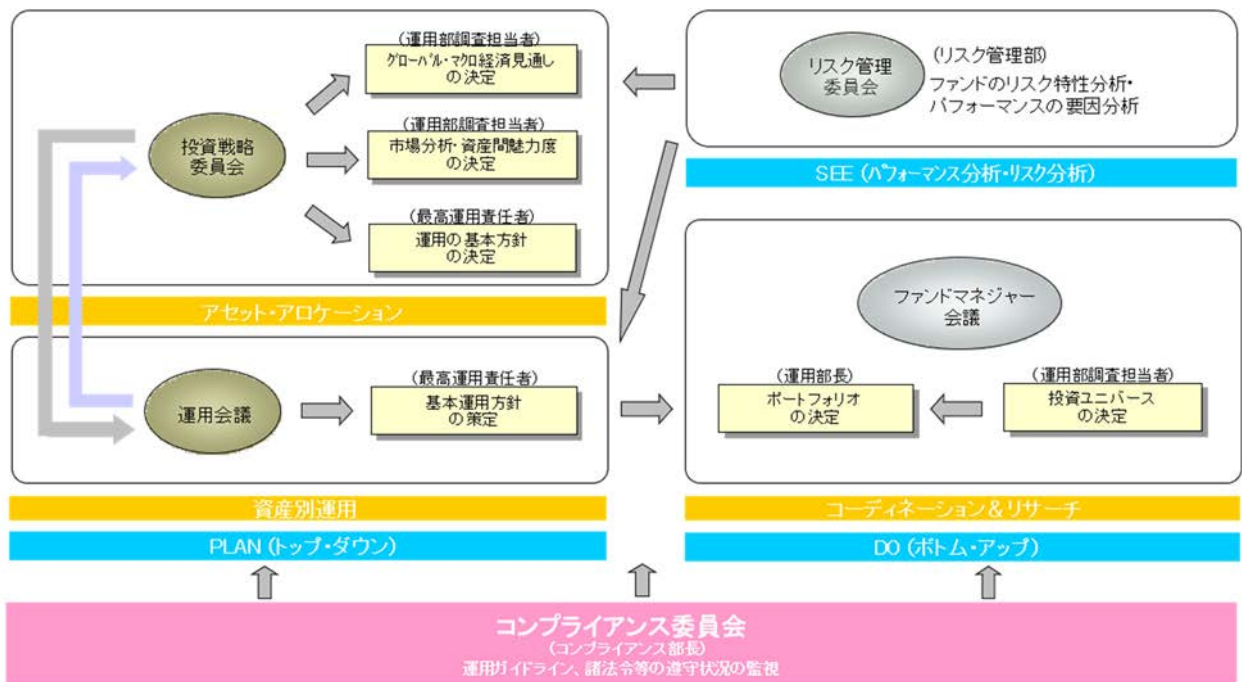 (運用部調査担当者)
グローバル・マクロ経済見通し
の決定
投資戦略
委員会
(運用部調査担当者)
市場分析・資産間魅力度
の決定
(最高運用責任者)
運用の基本方針
の決定
アセット・アロケーション
運用会議
(最高運用責任者)
基本運用方針
の策定
資産別運用
PLAN (トップ・ダウン)
リスク管理
委員会
(リスク管理部)
ファンドのリスク特性分析・
パフォーマンスの要因分析
SEE (パフォーマンス分析・リスク分析)
ファンドマネジャー
会議
(運用部長)
ポートフォリオ
の決定
(運用部調査担当者)
投資ユニバース
の決定
コーディネーション&リサーチ
DO (ボトム・アップ)
コンプライアンス委員会
(コンプライアンス部長)
運用ガイドライン、諸法令等の遵守状況の監視